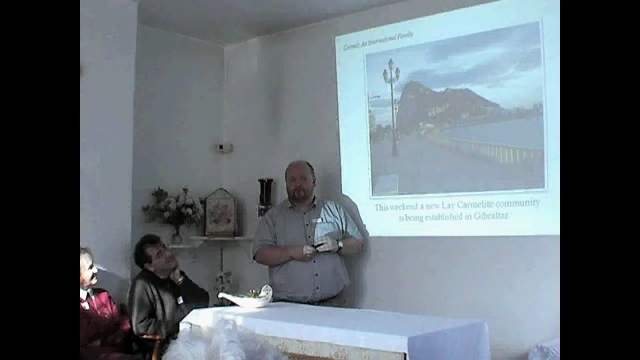 Carmel: An International Family
This weekend a new Lay Carmelite community
is being established in Gibraltar.